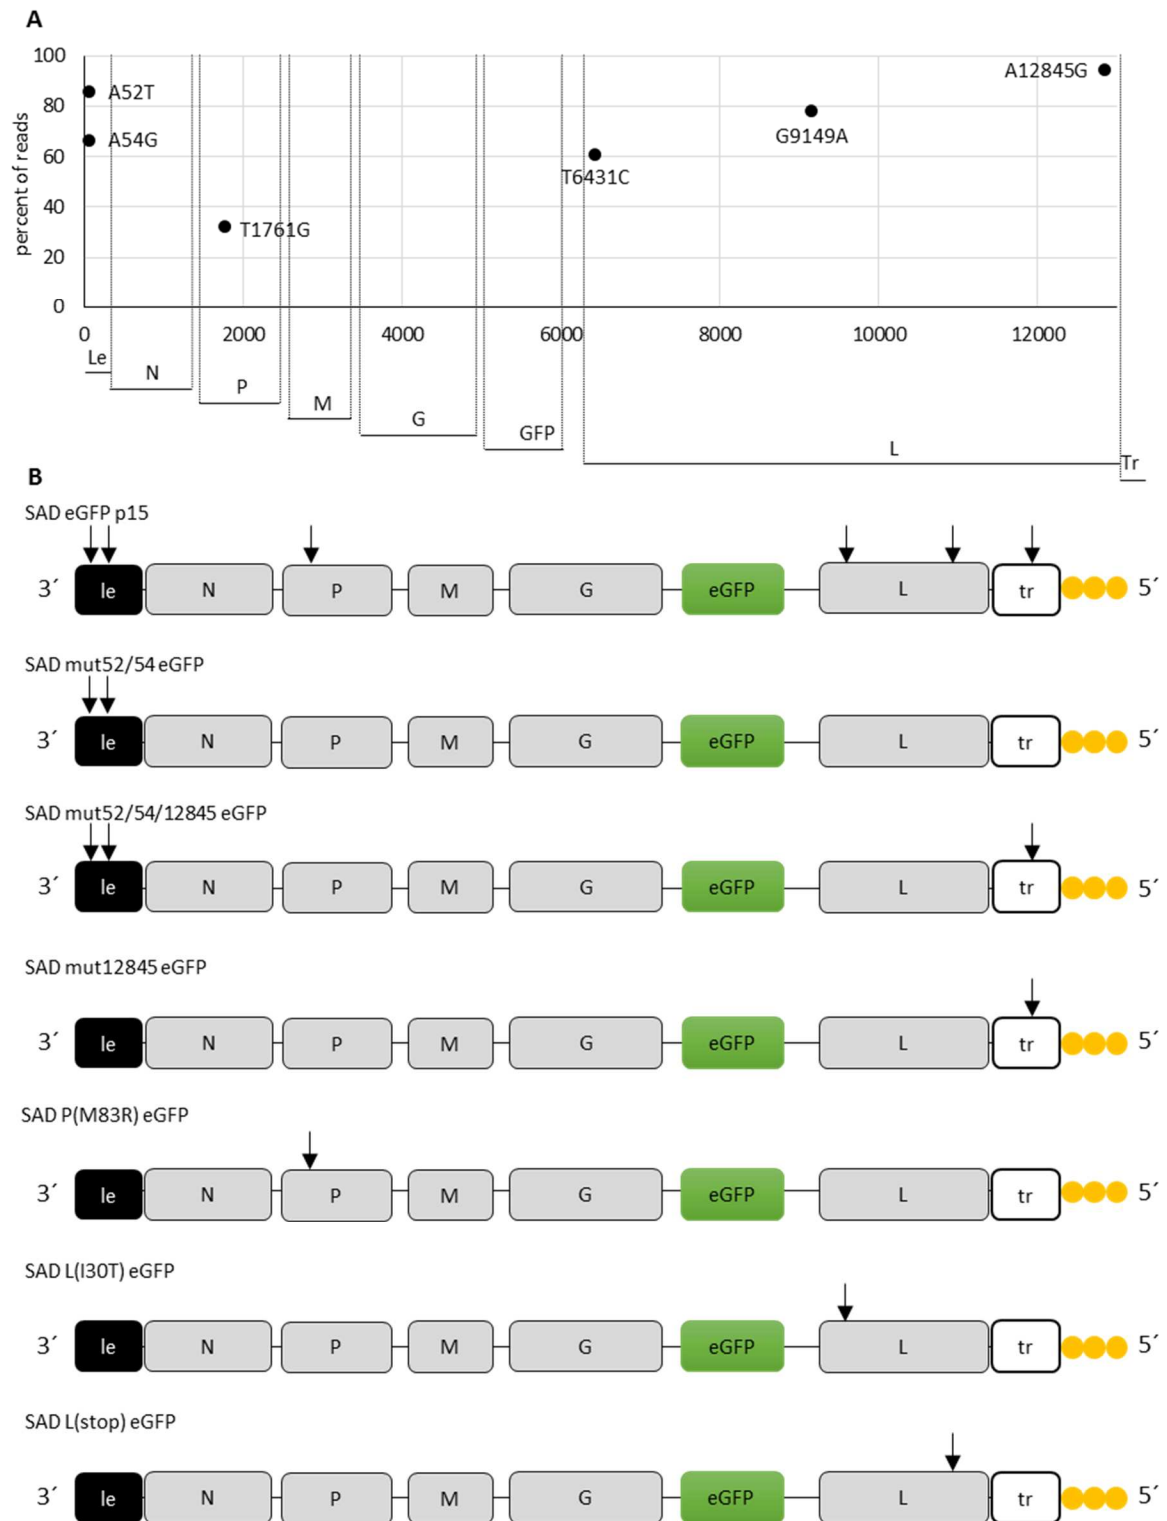 A
100
80
60
40
20
0
percent of reads
A52T
A54G
T1761G
T6431C
G9149A
A12845G
0 2000 4000 6000 8000 10000 12000
Le
N
P
M
G
GFP
L
Tr
B
SAD eGFP p15
3´ le N P M G eGFP L tr 5´
SAD mut52/54 eGFP
3´ le N P M G eGFP L tr 5´
SAD mut52/54/12845 eGFP
3´ le N P M G eGFP L tr 5´
SAD mut12845 eGFP
3´ le N P M G eGFP L tr 5´
SAD P(M83R) eGFP
3´ le N P M G eGFP L tr 5´
SAD L(I30T) eGFP
3´ le N P M G eGFP L tr 5´
SAD L(stop) eGFP
3´ le N P M G eGFP L tr 5´